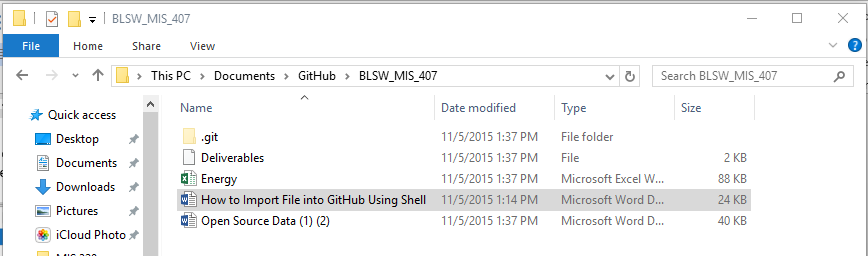 BLSW_MIS_407
File Home Share View
This PC Documents GitHub BLSW_MIS_407 Search BLSW_MIS_407
Name Date modified Type Size
Quick access
Desktop
Documents
Downloads
Pictures
iCloud Photo
.git 11/5/2015 1:37 PM File folder
Deliverables 11/5/2015 1:37 PM File 2 KB
Energy 11/5/2015 1:37 PM Microsoft Excel W... 88 KB
How to Import File into GitHub Using Shell 11/5/2015 1:14 PM Microsoft Word D... 24 KB
Open Source Data (1) (2) 11/5/2015 1:37 PM Microsoft Word D... 40 KB